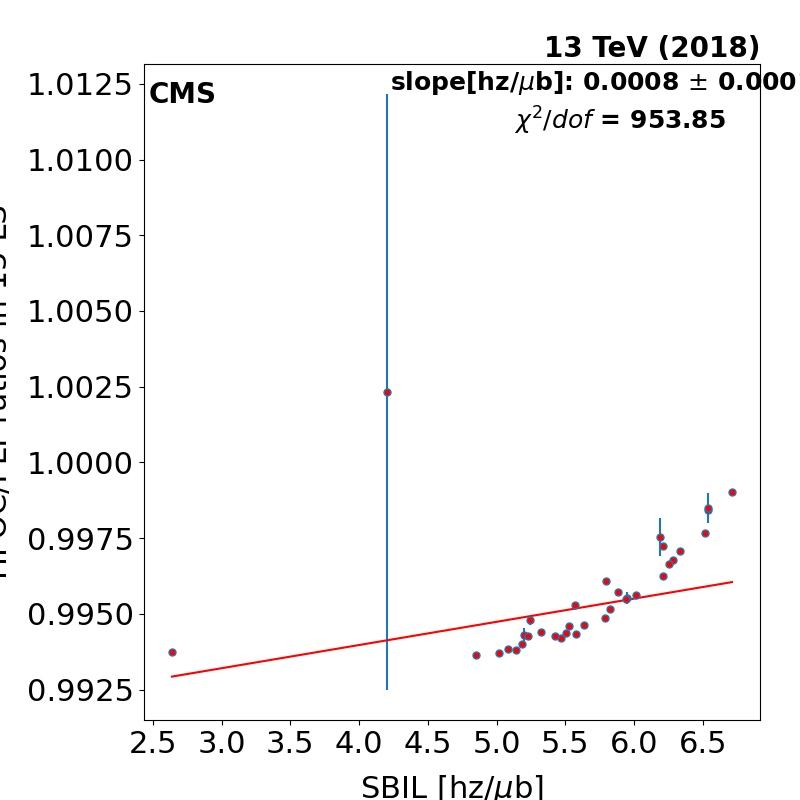 13 TeV (2018)
CMS
slope[hz/μb]: 0.0008 ± 0.000
χ²/dof = 953.85
1.0125
1.0100
1.0075
1.0050
1.0025
1.0000
0.9975
0.9950
0.9925
2.5 3.0 3.5 4.0 4.5 5.0 5.5 6.0 6.5
SBIL [hz/μb]